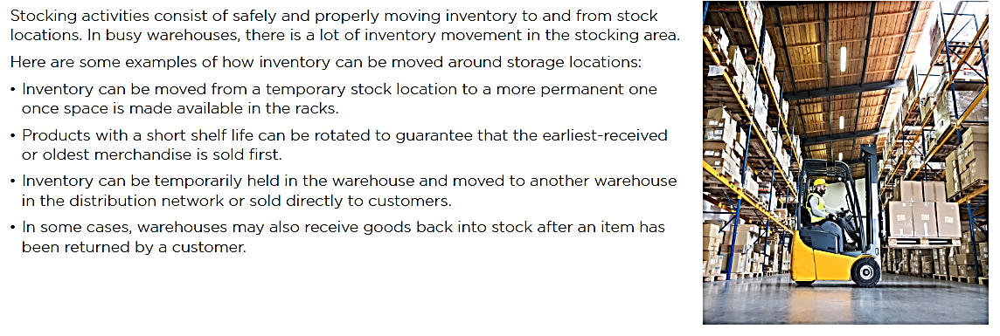 Stocking activities consist of safely and properly moving inventory to and from stock
locations. In busy warehouses, there is a lot of inventory movement in the stocking area.
Here are some examples of how inventory can be moved around storage locations:
• Inventory can be moved from a temporary stock location to a more permanent one
once space is made available in the racks.
• Products with a short shelf life can be rotated to guarantee that the earliest-received
or oldest merchandise is sold first.
• Inventory can be temporarily held in the warehouse and moved to another warehouse
in the distribution network or sold directly to customers.
• In some cases, warehouses may also receive goods back into stock after an item has
been returned by a customer.